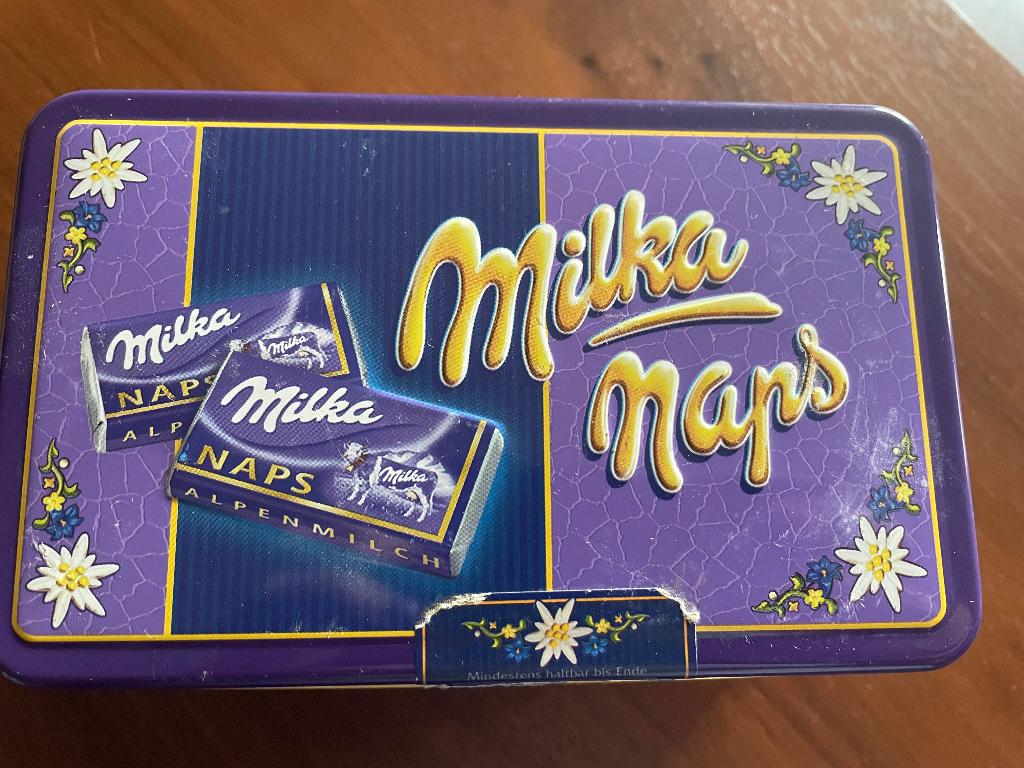 Milka
Naps
Milka
NAPS
ALP
Milka
Milka
NAPS
Milka
ALPENMILCH
Mindestens haltbar bis Ende